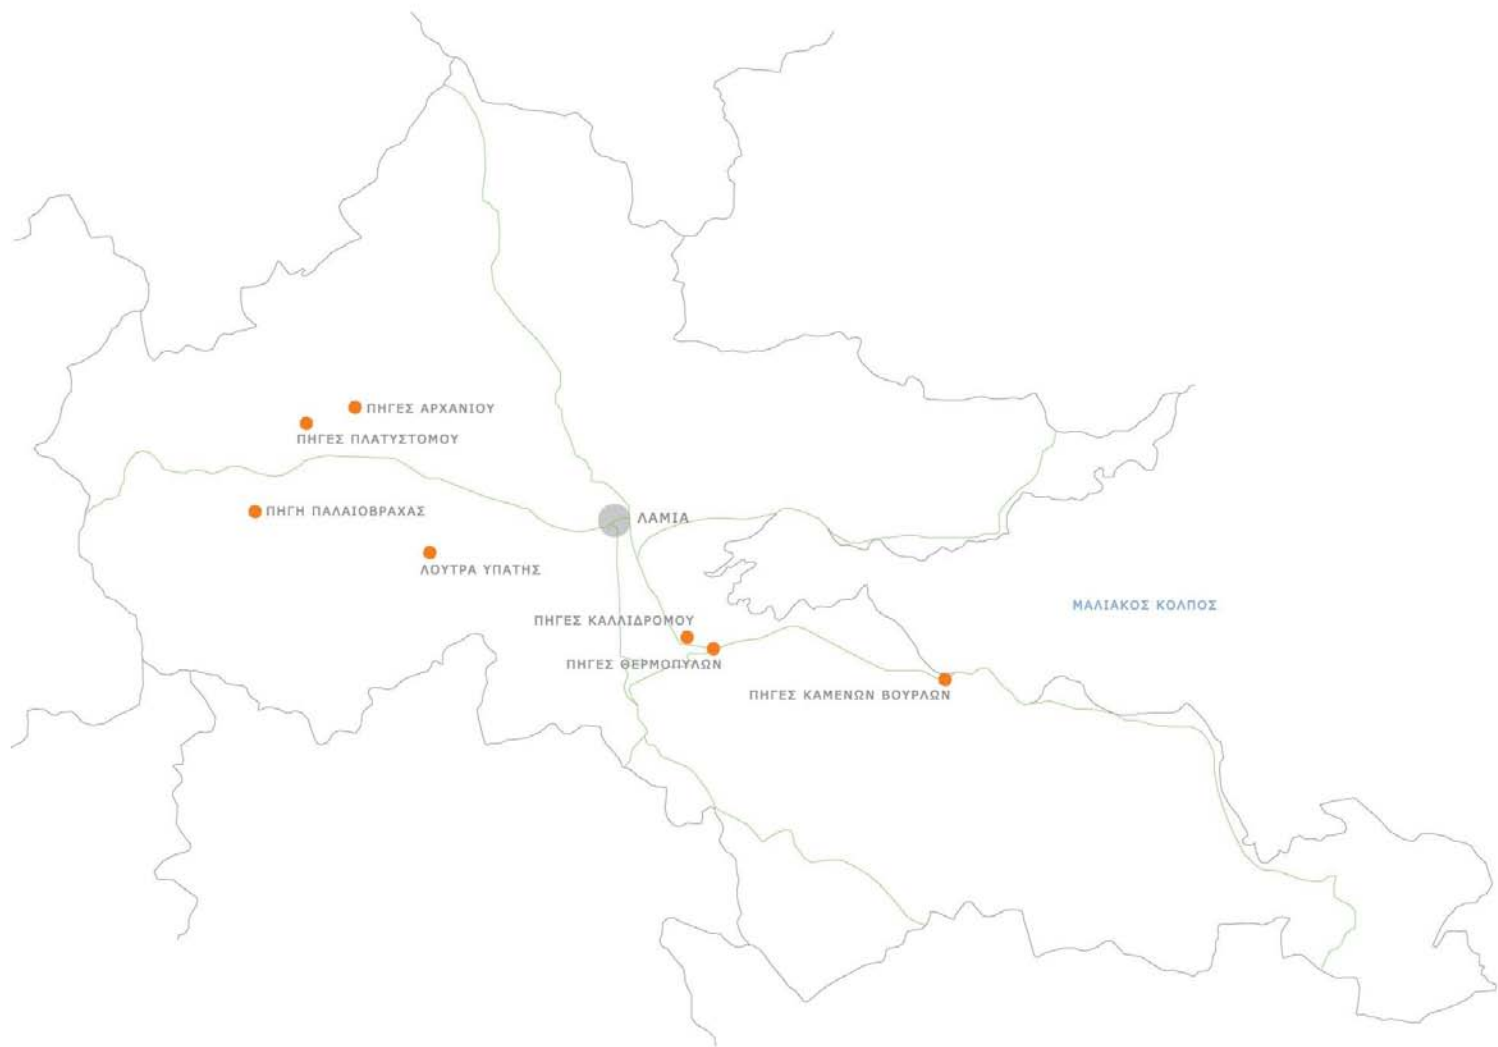 ΠΗΓΕΣ ΑΡΧΑΝΙΟΥ
ΠΗΓΕΣ ΠΛΑΤΥΣΤΟΜΟΥ
ΠΗΓΗ ΠΑΛΑΙΟΒΡΑΧΑΣ
ΛΑΜΙΑ
ΛΟΥΤΡΑ ΥΠΑΤΗΣ
ΜΑΛΙΑΚΟΣ ΚΟΛΠΟΣ
ΠΗΓΕΣ ΚΑΛΛΙΔΡΟΜΟΥ
ΠΗΓΕΣ ΘΕΡΜΟΠΥΛΩΝ
ΠΗΓΕΣ ΚΑΜΕΝΩΝ ΒΟΥΡΛΩΝ